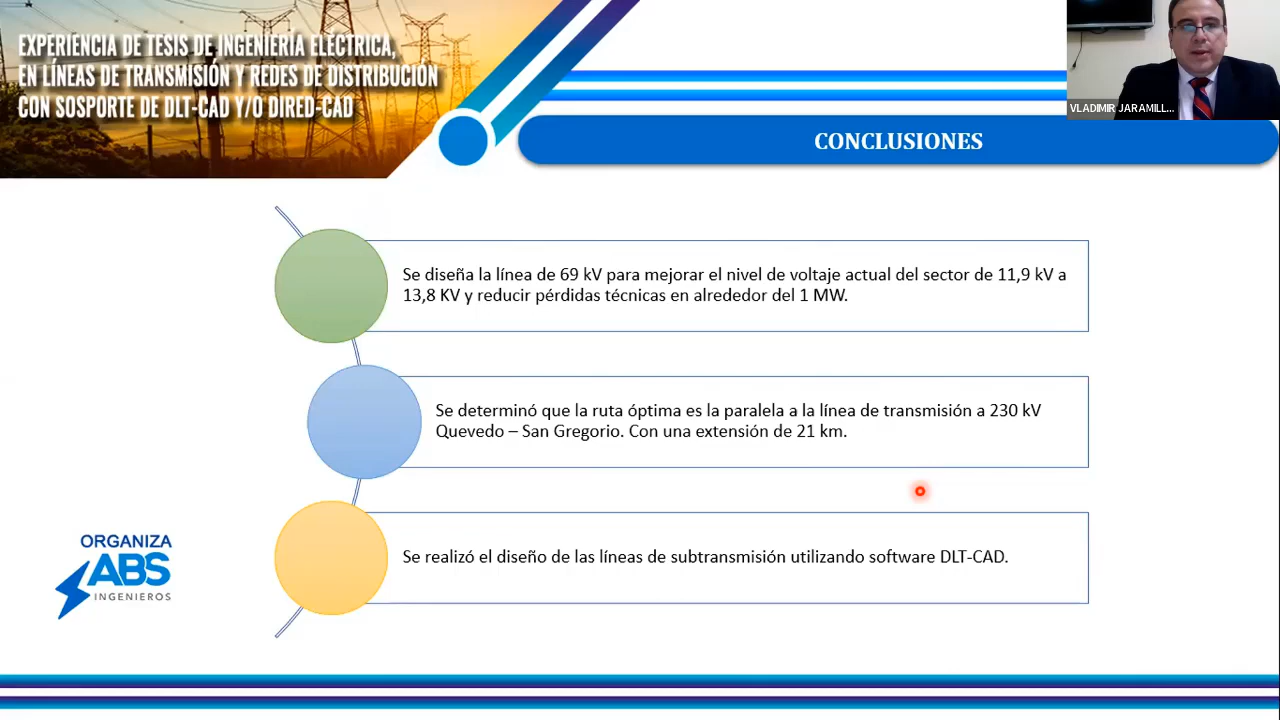 EXPERIENCIA DE TESIS DE INGENIERÍA ELÉCTRICA,
EN LÍNEAS DE TRANSMISIÓN Y REDES DE DISTRIBUCIÓN
CON SOSPORTE DE DLT-CAD Y/O DIRED-CAD
VLADIMIR JARAMILL...
CONCLUSIONES
Se diseña la línea de 69 kV para mejorar el nivel de voltaje actual del sector de 11,9 kV a
13,8 KV y reducir pérdidas técnicas en alrededor del 1 MW.
Se determinó que la ruta óptima es la paralela a la línea de transmisión a 230 kV
Quevedo – San Gregorio. Con una extensión de 21 km.
Se realizó el diseño de las líneas de subtransmisión utilizando software DLT-CAD.
ORGANIZA
ABS
INGENIEROS